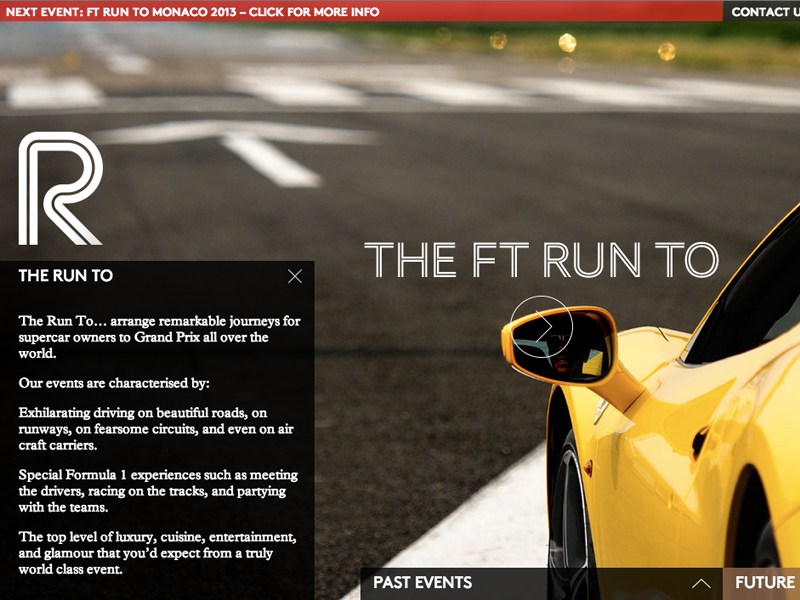 NEXT EVENT: FT RUN TO MONACO 2013 – CLICK FOR MORE INFO
CONTACT U
R
THE FT RUN TO
THE RUN TO
The Run To… arrange remarkable journeys for
supercar owners to Grand Prix all over the
world.
Our events are characterised by:
Exhilarating driving on beautiful roads, on
runways, on fearsome circuits, and even on air
craft carriers.
Special Formula 1 experiences such as meeting
the drivers, racing on the tracks, and partying
with the teams.
The top level of luxury, cuisine, entertainment,
and glamour that you'd expect from a truly
world class event.
PAST EVENTS
FUTURE